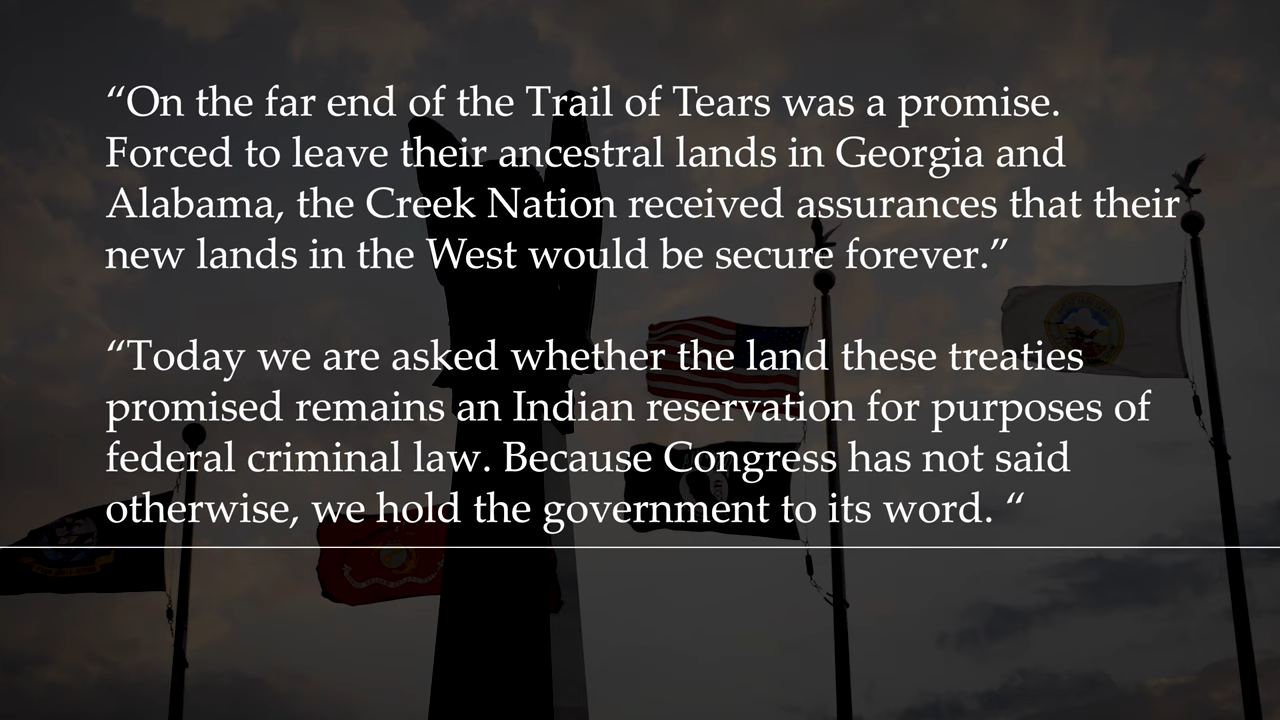 “On the far end of the Trail of Tears was a promise.
Forced to leave their ancestral lands in Georgia and
Alabama, the Creek Nation received assurances that their
new lands in the West would be secure forever.”
“Today we are asked whether the land these treaties
promised remains an Indian reservation for purposes of
federal criminal law. Because Congress has not said
otherwise, we hold the government to its word. “